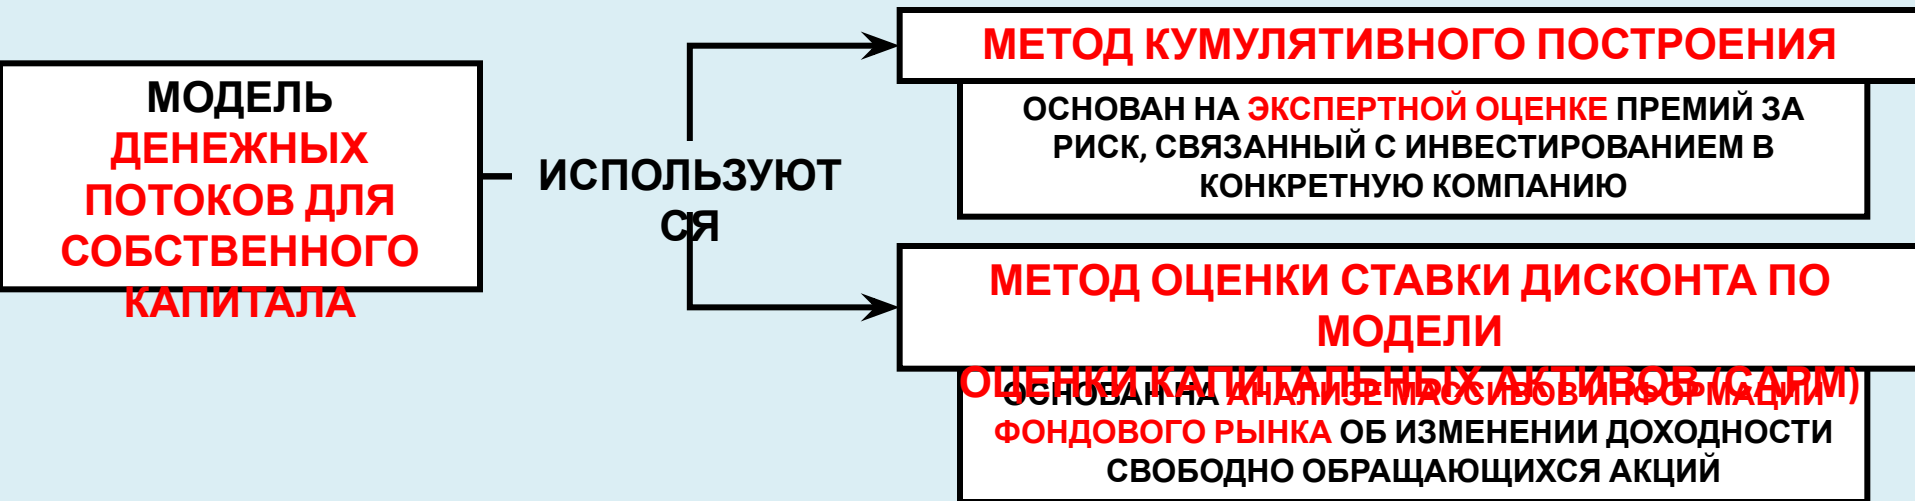 МОДЕЛЬ
ДЕНЕЖНЫХ
ПОТОКОВ ДЛЯ
СОБСТВЕННОГО
КАПИТАЛА
ИСПОЛЬЗУЮТ
СЯ
МЕТОД КУМУЛЯТИВНОГО ПОСТРОЕНИЯ
ОСНОВАН НА ЭКСПЕРТНОЙ ОЦЕНКЕ ПРЕМИЙ ЗА
РИСК, СВЯЗАННЫЙ С ИНВЕСТИРОВАНИЕМ В
КОНКРЕТНУЮ КОМПАНИЮ
МЕТОД ОЦЕНКИ СТАВКИ ДИСКОНТА ПО
МОДЕЛИ
ОЦЕНКИ КАПИТАЛЬНЫХ АКТИВОВ (CAPM)
ОСНОВАН НА АНАЛИЗЕ МАССИВОВ ИНФОРМАЦИИ
ФОНДОВОГО РЫНКА ОБ ИЗМЕНЕНИИ ДОХОДНОСТИ
СВОБОДНО ОБРАЩАЮЩИХСЯ АКЦИЙ